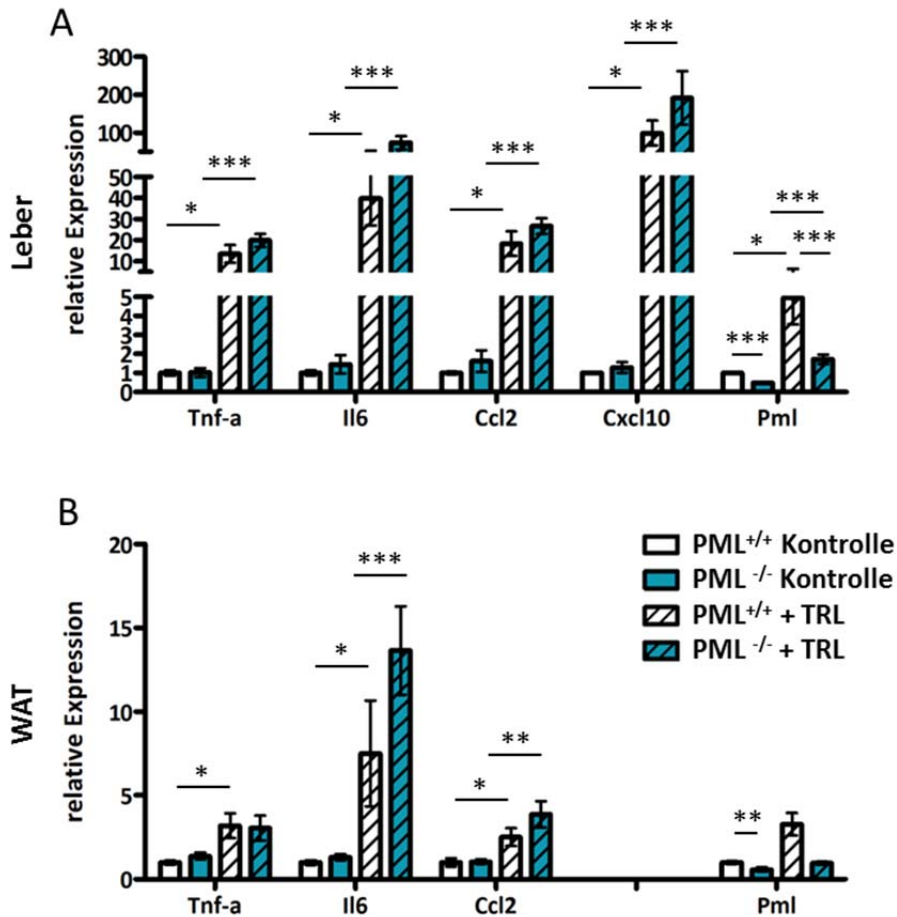 A
Leber
relative Expression
300
200
100
50
40
30
20
10
5
4
3
2
1
0
* *** * *** * *** * *** *** * *** ***
Tnf-a Il6 Ccl2 Cxcl10 Pml
B
WAT
relative Expression
20
15
10
5
0
* * *** * ** **
PML+/+ Kontrolle
PML -/- Kontrolle
PML+/+ + TRL
PML -/- + TRL
Tnf-a Il6 Ccl2 Pml